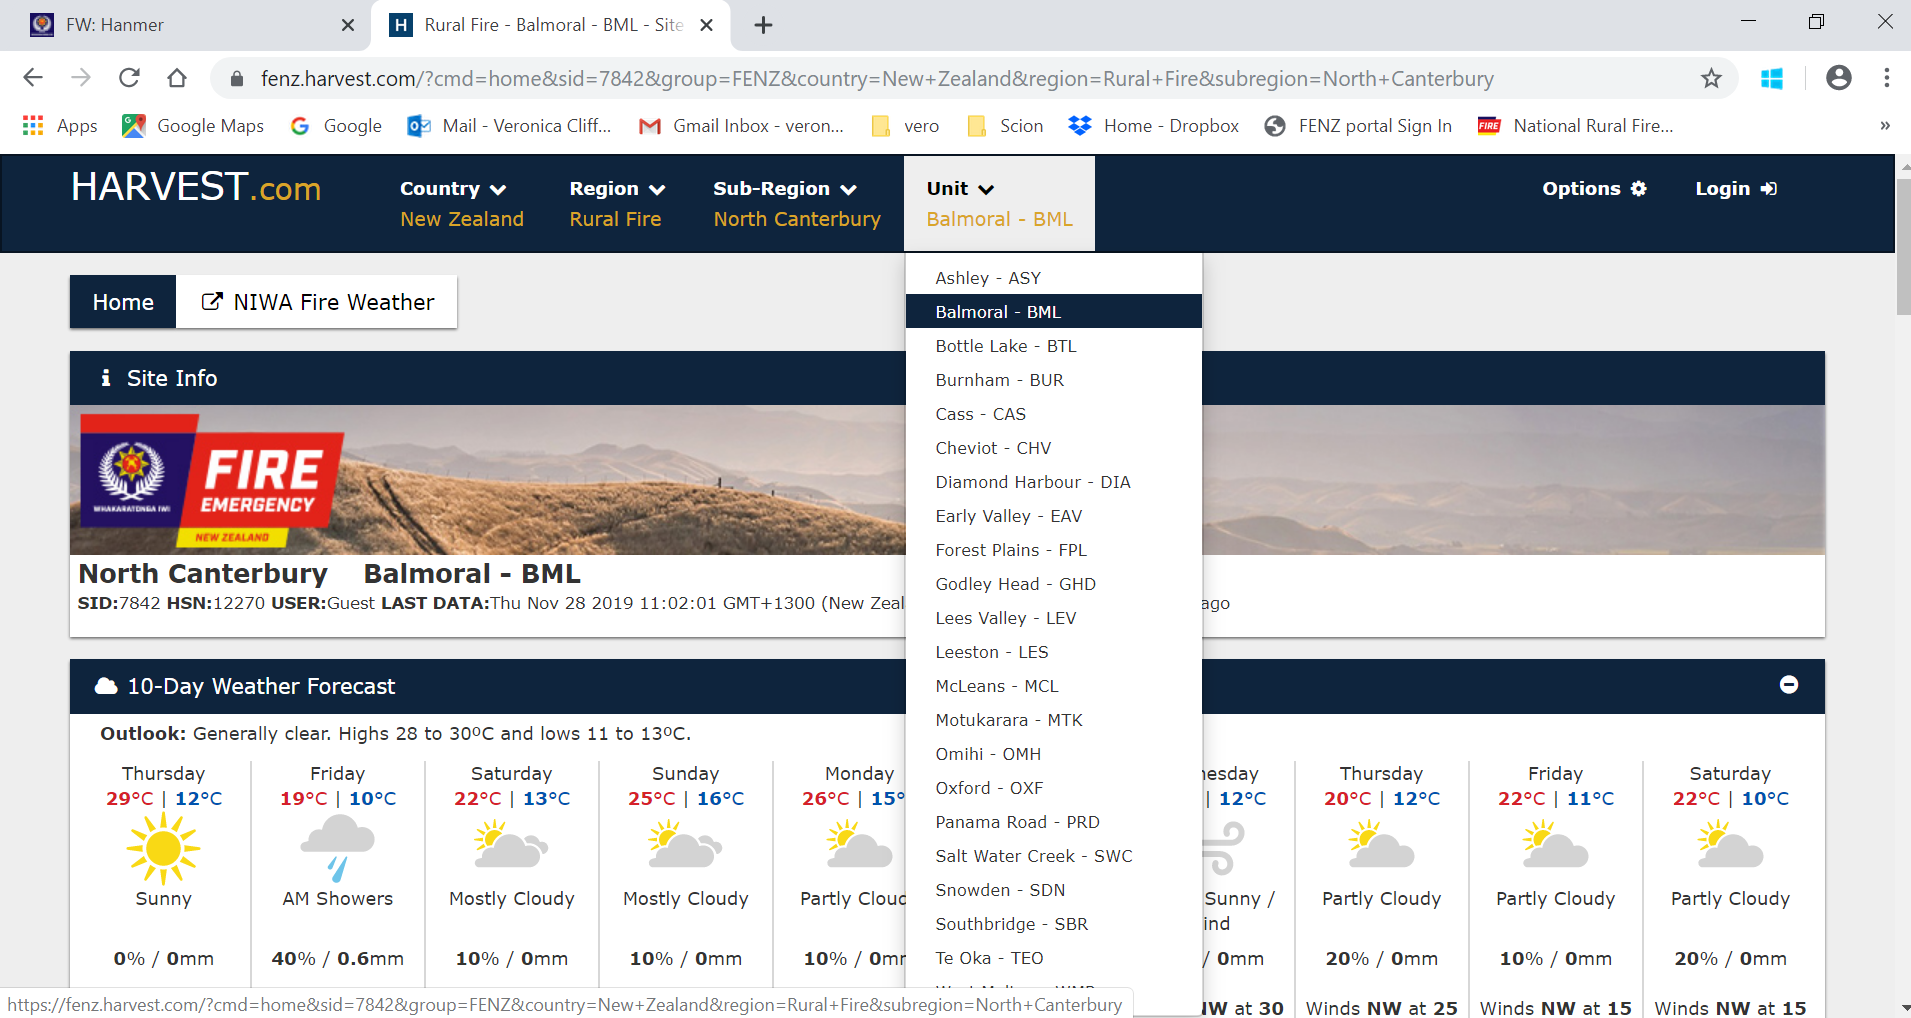 FW: Hanmer
H Rural Fire - Balmoral - BML - Site
fenz.harvest.com/?cmd=home&sid=7842&group=FENZ&country=New+Zealand&region=Rural+Fire&subregion=North+Canterbury
Apps Google Maps Google Mail - Veronica Cliff... Gmail Inbox - veron... vero Scion Home - Dropbox FENZ portal Sign In FIRE National Rural Fire... »
HARVEST.com
Country Region Sub-Region Unit Options Login
New Zealand Rural Fire North Canterbury Balmoral - BML
Home NIWA Fire Weather
Ashley - ASY
Balmoral - BML
Bottle Lake - BTL
Burnham - BUR
Cass - CAS
Cheviot - CHV
Diamond Harbour - DIA
Early Valley - EAV
Forest Plains - FPL
Godley Head - GHD
Lees Valley - LEV
Leeston - LES
McLeans - MCL
Motukarara - MTK
Omihi - OMH
Oxford - OXF
Panama Road - PRD
Salt Water Creek - SWC
Snowden - SDN
Southbridge - SBR
Te Oka - TEO
Site Info
WHAKARATONGA IWI
FIRE
EMERGENCY
NEW ZEALAND
North Canterbury Balmoral - BML
SID:7842 HSN:12270 USER:Guest LAST DATA:Thu Nov 28 2019 11:02:01 GMT+1300 (New Zeal ago
10-Day Weather Forecast
Outlook: Generally clear. Highs 28 to 30ºC and lows 11 to 13ºC.
Thursday Friday Saturday Sunday Monday nesday Thursday Friday Saturday
29°C | 12°C 19°C | 10°C 22°C | 13°C 25°C | 16°C 26°C | 15° | 12°C 20°C | 12°C 22°C | 11°C 22°C | 10°C
Sunny AM Showers Mostly Cloudy Mostly Cloudy Partly Cloud Sunny / Partly Cloudy Partly Cloudy Partly Cloudy
ind
0% / 0mm 40% / 0.6mm 10% / 0mm 10% / 0mm 10% / 0mr / 0mm 20% / 0mm 10% / 0mm 20% / 0mm
NW at 30 Winds NW at 25 Winds NW at 15 Winds NW at 15
https://fenz.harvest.com/?cmd=home&sid=7842&group=FENZ&country=New Zealand&region=Rural Fire&subregion=North Canterbury